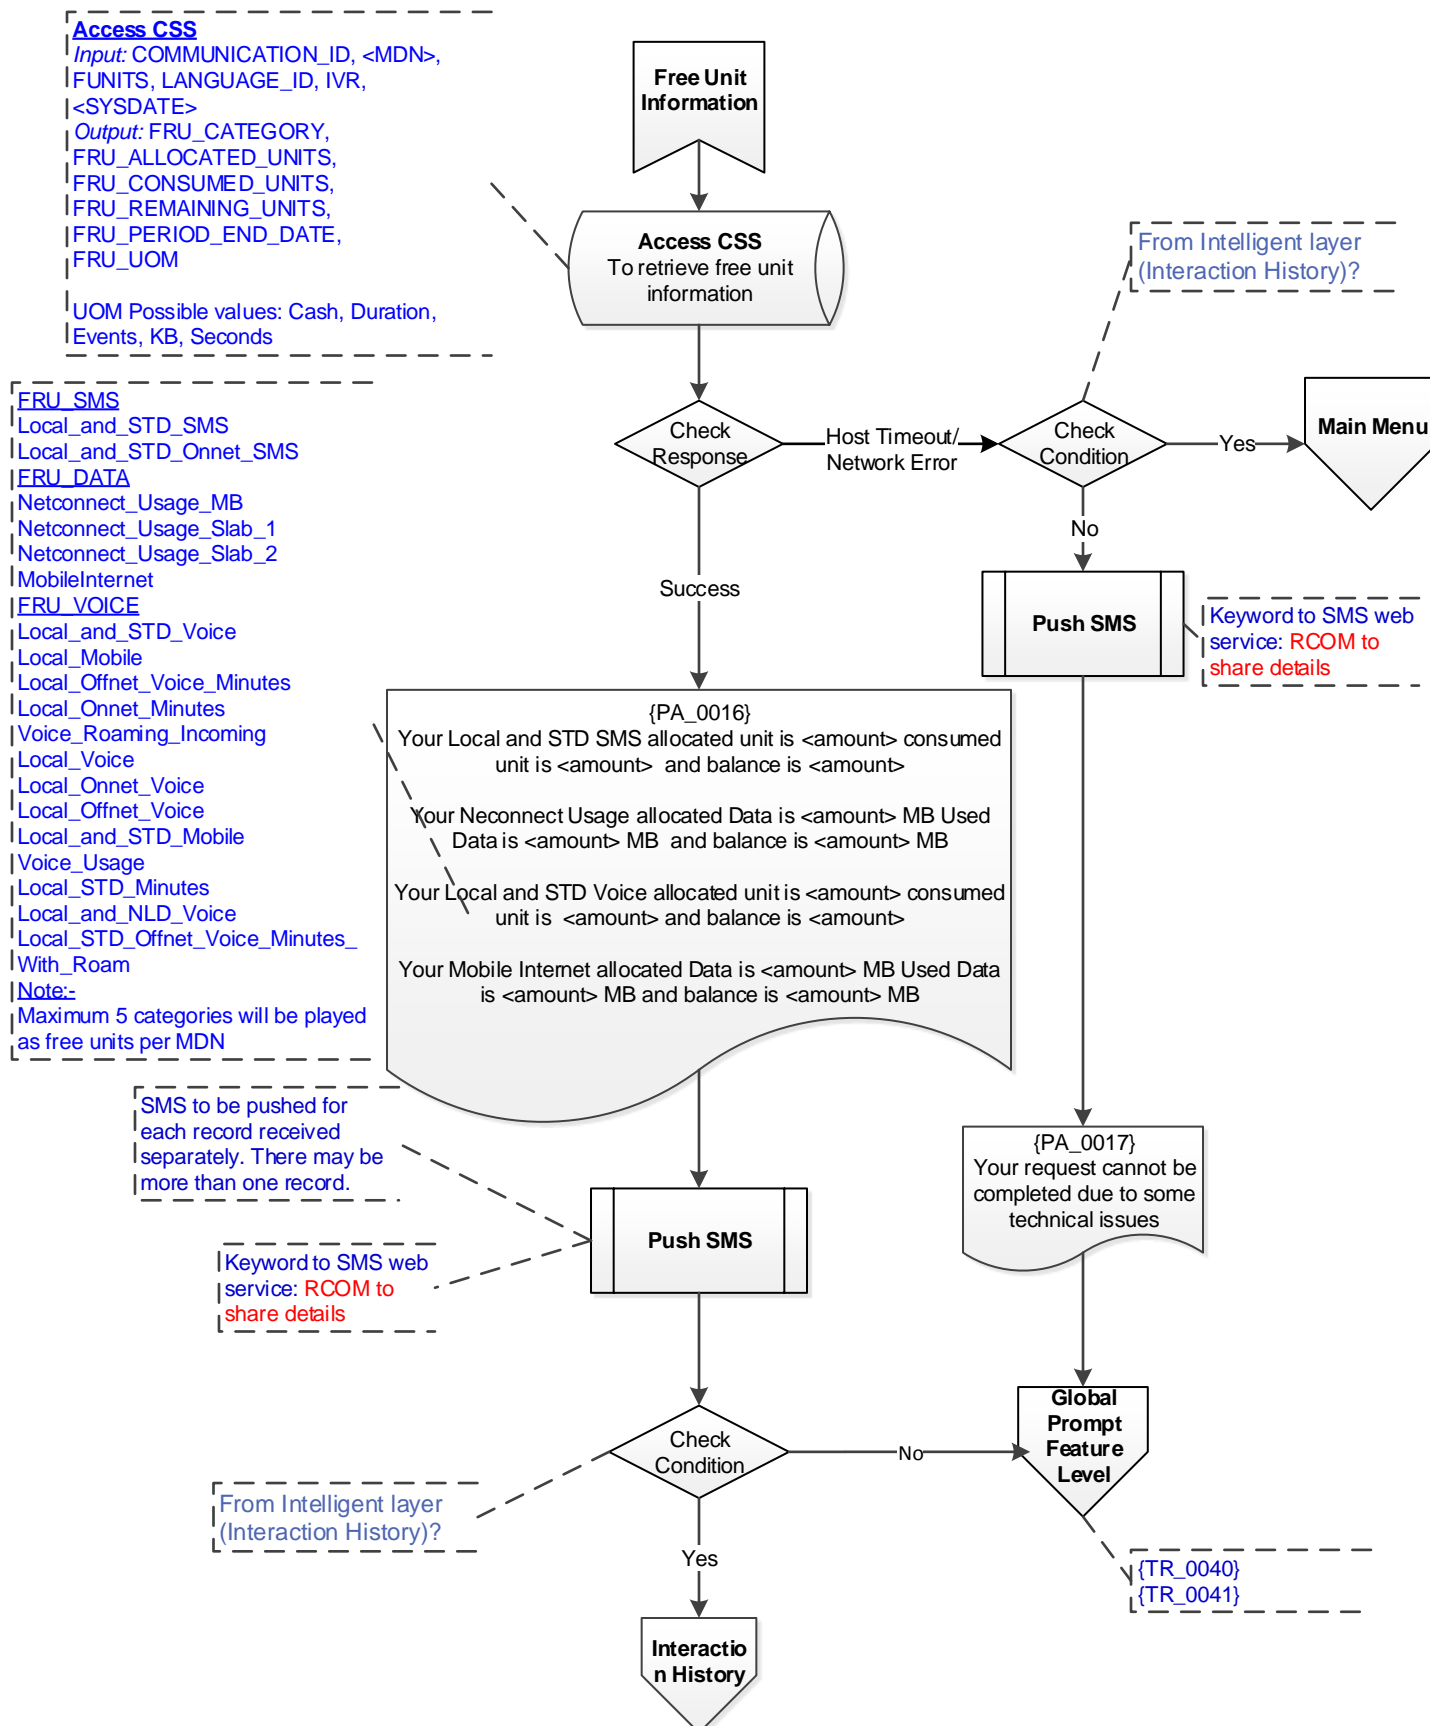 Access CSS
Input: COMMUNICATION_ID, <MDN>,
FUNITS, LANGUAGE_ID, IVR,
<SYSDATE>
Output: FRU_CATEGORY,
FRU_ALLOCATED_UNITS,
FRU_CONSUMED_UNITS,
FRU_REMAINING_UNITS,
FRU_PERIOD_END_DATE,
FRU_UOM
UOM Possible values: Cash, Duration,
Events, KB, Seconds
Free Unit
Information
Access CSS
To retrieve free unit
information
From Intelligent layer
(Interaction History)?
Check
Response
Host Timeout/
Network Error
Check
Condition
Yes
Main Menu
No
Success
Push SMS
Keyword to SMS web
service: RCOM to
share details
FRU_SMS
Local_and_STD_SMS
Local_and_STD_Onnet_SMS
FRU_DATA
Netconnect_Usage_MB
Netconnect_Usage_Slab_1
Netconnect_Usage_Slab_2
MobileInternet
FRU_VOICE
Local_and_STD_Voice
Local_Mobile
Local_Offnet_Voice_Minutes
Local_Onnet_Minutes
Voice_Roaming_Incoming
Local_Voice
Local_Onnet_Voice
Local_Offnet_Voice
Local_and_STD_Mobile
Voice_Usage
Local_STD_Minutes
Local_and_NLD_Voice
Local_STD_Offnet_Voice_Minutes_
With_Roam
Note:-
Maximum 5 categories will be played
as free units per MDN
{PA_0016}
Your Local and STD SMS allocated unit is <amount> consumed
unit is <amount> and balance is <amount>
Your Neconnect Usage allocated Data is <amount> MB Used
Data is <amount> MB and balance is <amount> MB
Your Local and STD Voice allocated unit is <amount> consumed
unit is <amount> and balance is <amount>
Your Mobile Internet allocated Data is <amount> MB Used Data
is <amount> MB and balance is <amount> MB
SMS to be pushed for
each record received
separately. There may be
more than one record.
{PA_0017}
Your request cannot be
completed due to some
technical issues
Push SMS
Keyword to SMS web
service: RCOM to
share details
Global
Prompt
Feature
Level
Check
Condition
No
From Intelligent layer
(Interaction History)?
Yes
{TR_0040}
{TR_0041}
Interactio
n History